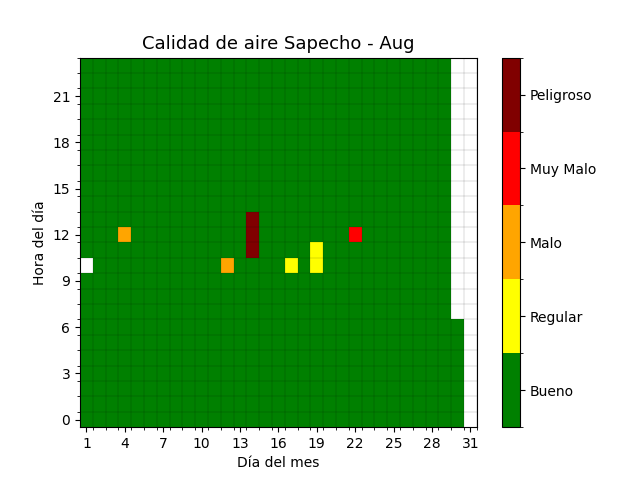 Calidad de aire Sapecho - Aug
Hora del día
21
18
15
12
9
6
3
0
1 4 7 10 13 16 19 22 25 28 31
Día del mes
Peligroso
Muy Malo
Malo
Regular
Bueno